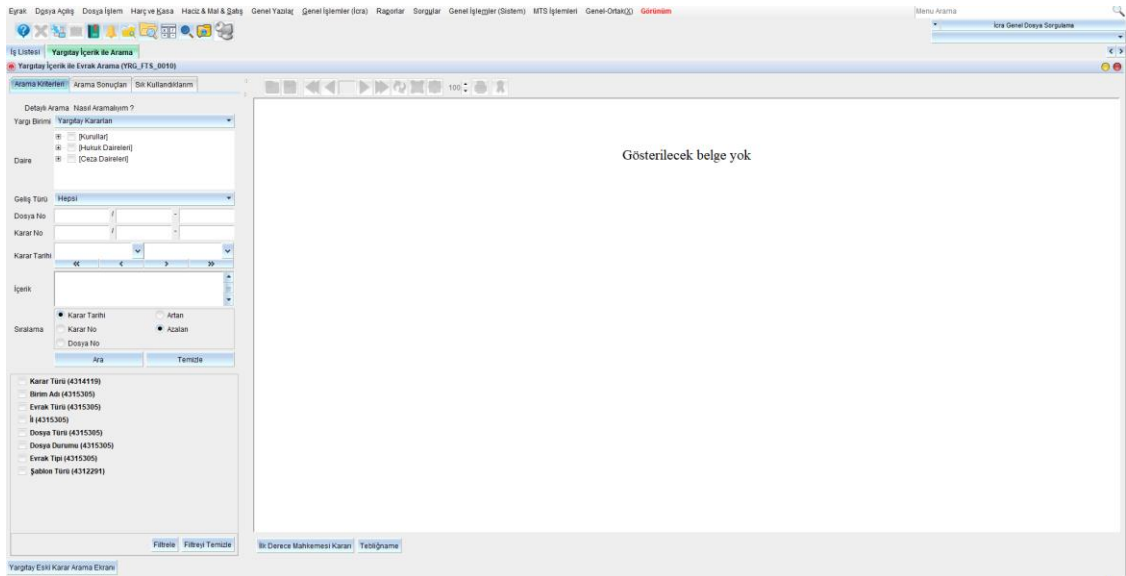 Evrak Dosya Açılış Dosya İşlem Harç ve Kasa Haciz & Mal & Satış Genel Yazılar Genel İşlemler (İcra) Raporlar Sorgular Genel İşlemler (Sistem) MTS İşlemleri Genel-Ortak(X) Görünüm Menu Arama
İcra Genel Dosya Sorgulama
İş Listesi Yargıtay İçerik ile Arama
Yargıtay İçerik ile Evrak Arama (YRG_FTS_0010)
Arama Kriterleri Arama Sonuçları Sık Kullandıklarım
100
Detaylı Arama Nasıl Aramalıyım ?
Yargı Birimi Yargıtay Kararları
[Kurullar]
[Hukuk Daireleri]
Daire [Ceza Daireleri]
Gösterilecek belge yok
Geliş Türü Hepsi
Dosya No / -
Karar No / -
Karar Tarihi
<< < > >>
İçerik
Karar Tarihi Artan
Sıralama Karar No Azalan
Dosya No
Ara Temizle
Karar Türü (4314119)
Birim Adı (4315305)
Evrak Türü (4315305)
İl (4315305)
Dosya Türü (4315305)
Dosya Durumu (4315305)
Evrak Tipi (4315305)
Şablon Türü (4312291)
Filtrele Filtreyi Temizle
İlk Derece Mahkemesi Kararı Tebliğname
Yargıtay Eski Karar Arama Ekranı